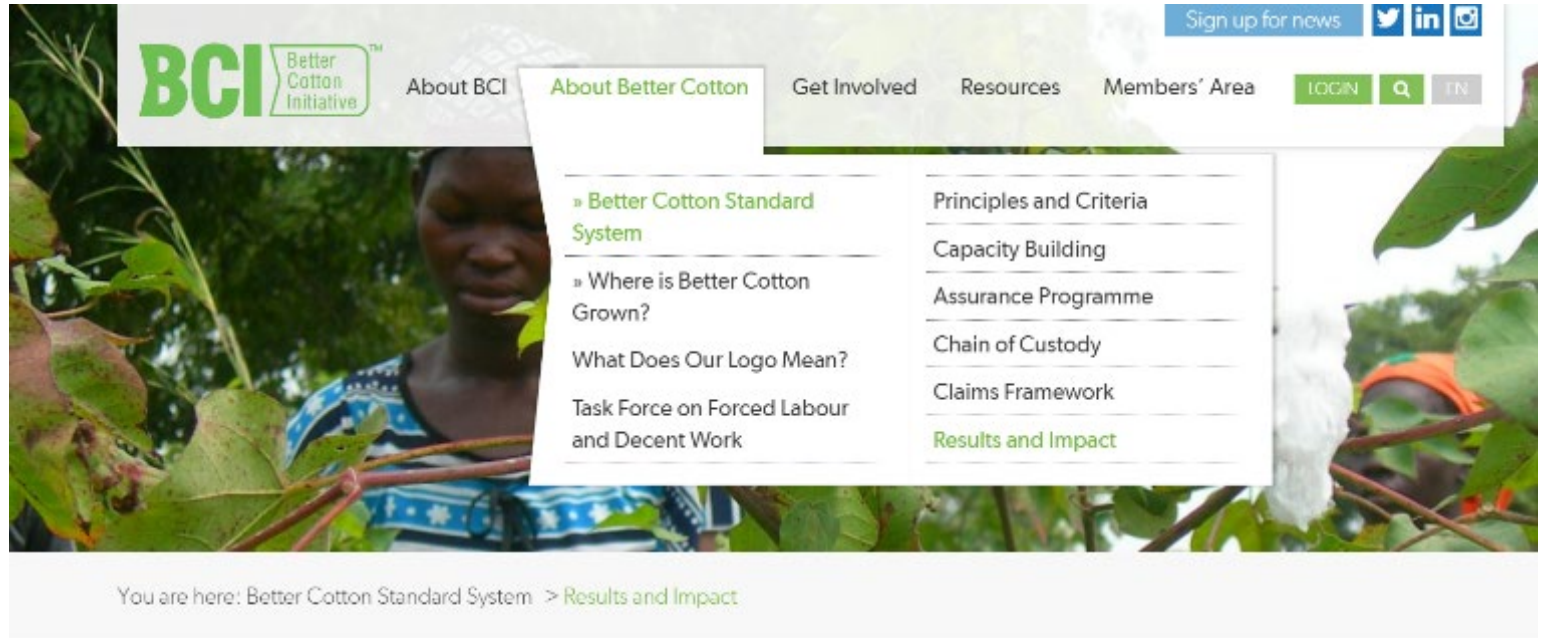 Sign up for news
BCI
Better
Cotton
Initiative
TM
About BCI
About Better Cotton
Get Involved
Resources
Members´ Area
LOGIN
EN
» Better Cotton Standard
System
» Where is Better Cotton
Grown?
What Does Our Logo Mean?
Task Force on Forced Labour
and Decent Work
Principles and Criteria
Capacity Building
Assurance Programme
Chain of Custody
Claims Framework
Results and Impact
You are here: Better Cotton Standard System > Results and Impact